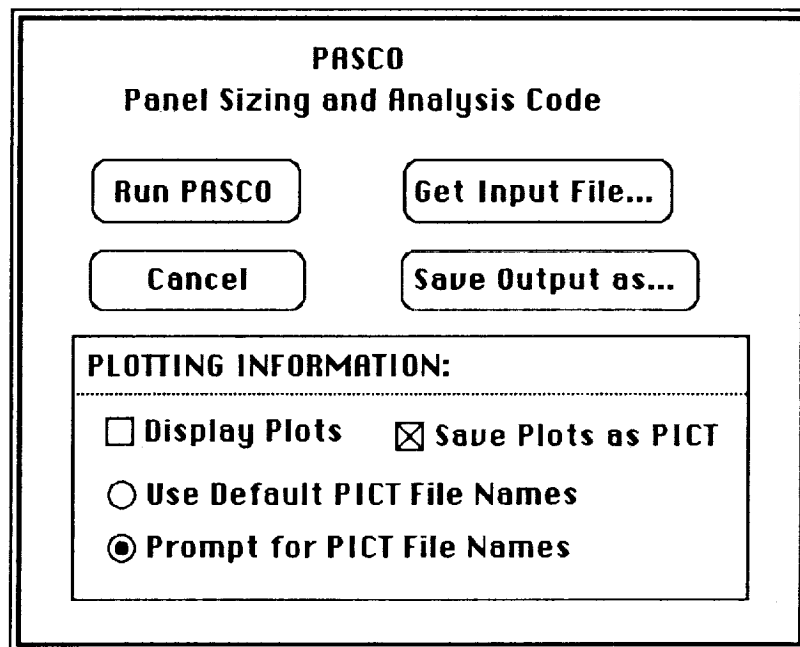 PASCO
Panel Sizing and Analysis Code
Run PASCO
Get Input File...
Cancel
Save Output as...
PLOTTING INFORMATION:
Display Plots
Save Plots as PICT
Use Default PICT File Names
Prompt for PICT File Names